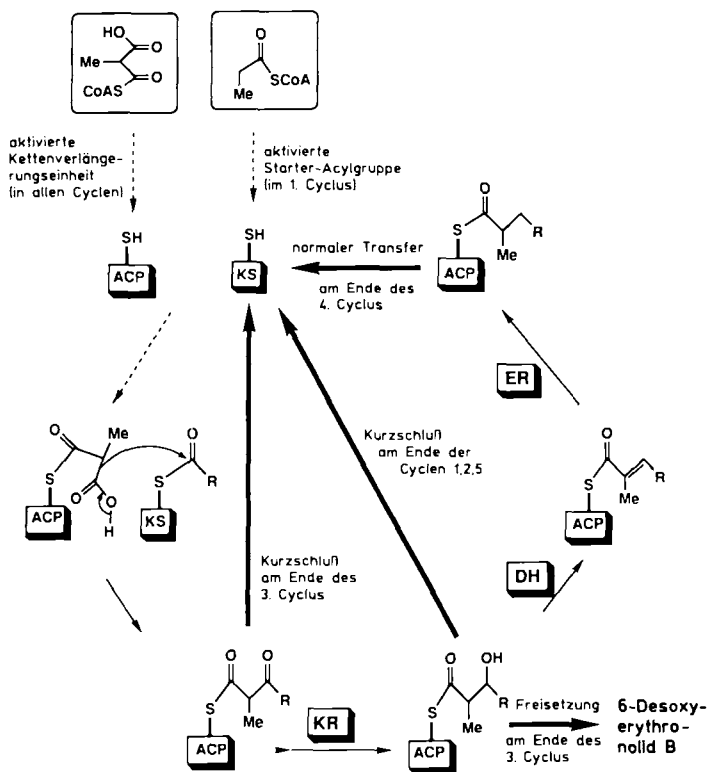 HO
O
Me
CoAS
O
O
SCoA
Me
aktivierte
Kettenverlänge-
rungseinheit
(in allen Cyclen)
aktivierte
Starter-Acylgruppe
(im 1. Cyclus)
SH
ACP
SH
KS
normaler Transfer
am Ende des
4. Cyclus
O
S
R
Me
ACP
ER
O
Me
S
O
O
H
ACP
O
S
R
KS
Kurzschluß
am Ende der
Cyclen 1,2,5
O
S
R
Me
ACP
DH
Kurzschluß
am Ende des
3. Cyclus
O
O
S
R
Me
ACP
KR
O
OH
S
R
Me
ACP
Freisetzung
am Ende des
3. Cyclus
6-Desoxy-
erythro-
nolid B